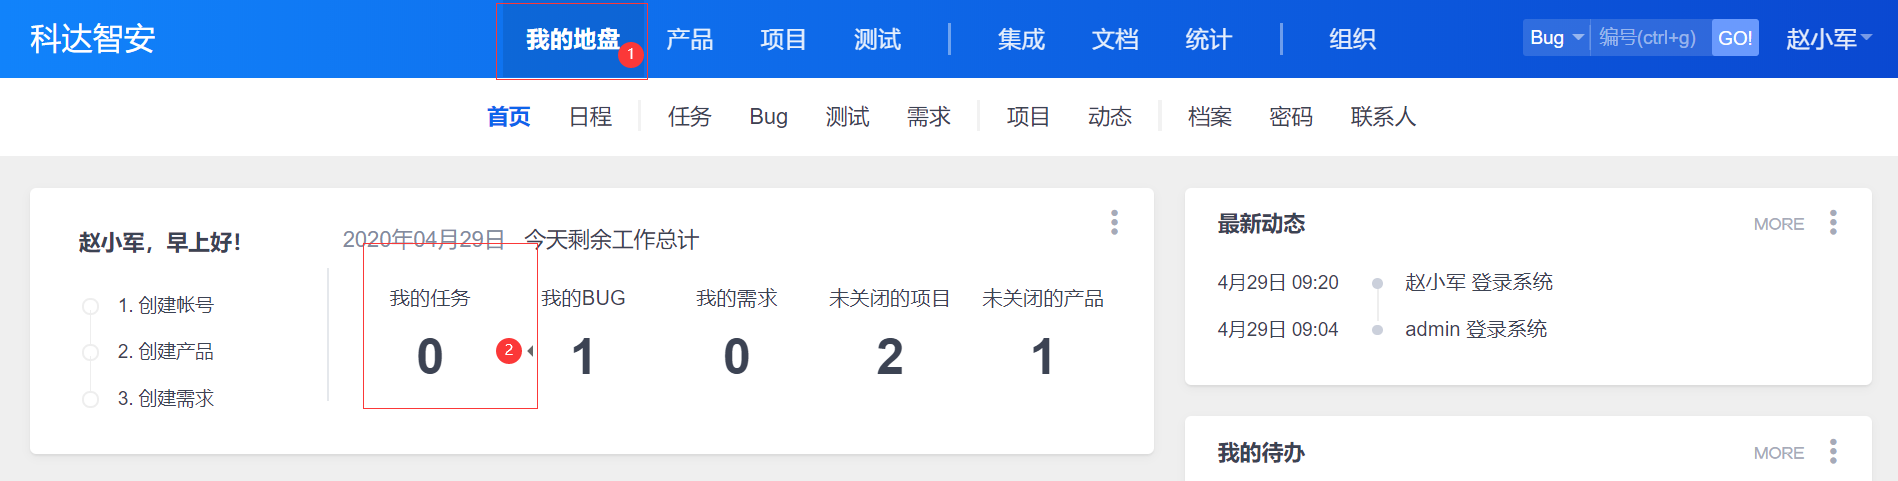 科达智安 我的地盘 1 产品 项目 测试 集成 文档 统计 组织 Bug 编号(ctrl+g) GO! 赵小军
首页 日程 任务 Bug 测试 需求 项目 动态 档案 密码 联系人
赵小军，早上好！
1. 创建帐号
2. 创建产品
3. 创建需求
2020年04月29日 今天剩余工作总计
我的任务 我的BUG 我的需求 未关闭的项目 未关闭的产品
0 2 1 0 2 1
最新动态 MORE
4月29日 09:20 赵小军 登录系统
4月29日 09:04 admin 登录系统
我的待办 MORE